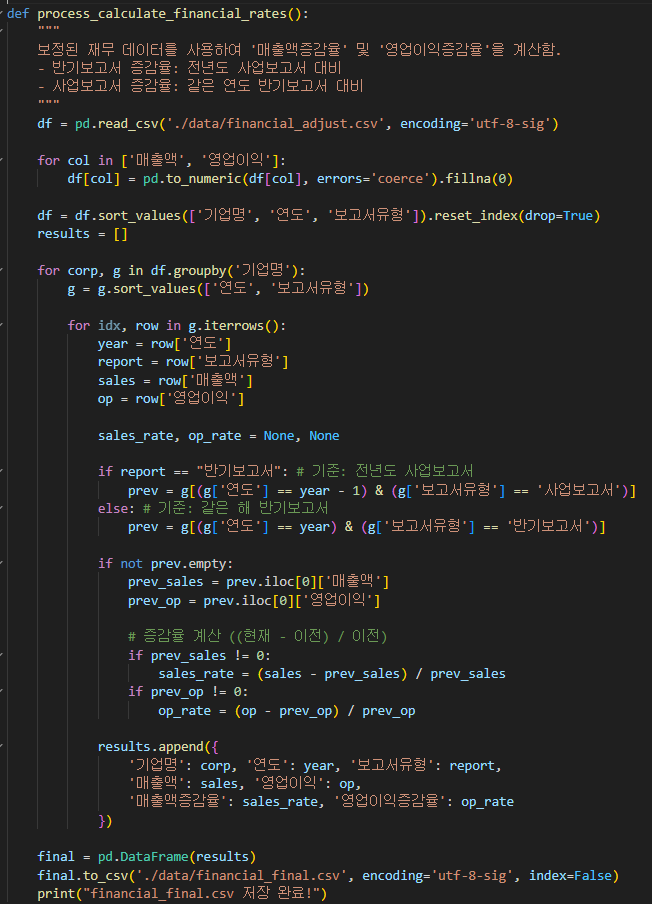 def process_calculate_financial_rates():
    """
    보정된 재무 데이터를 사용하여 '매출액증감율' 및 '영업이익증감율'을 계산함.
    - 반기보고서 증감율: 전년도 사업보고서 대비
    - 사업보고서 증감율: 같은 연도 반기보고서 대비
    """
    df = pd.read_csv('./data/financial_adjust.csv', encoding='utf-8-sig')

    for col in ['매출액', '영업이익']:
        df[col] = pd.to_numeric(df[col], errors='coerce').fillna(0)

    df = df.sort_values(['기업명', '연도', '보고서유형']).reset_index(drop=True)
    results = []

    for corp, g in df.groupby('기업명'):
        g = g.sort_values(['연도', '보고서유형'])

        for idx, row in g.iterrows():
            year = row['연도']
            report = row['보고서유형']
            sales = row['매출액']
            op = row['영업이익']

            sales_rate, op_rate = None, None

            if report == "반기보고서": # 기준: 전년도 사업보고서
                prev = g[(g['연도'] == year - 1) & (g['보고서유형'] == '사업보고서')]
            else: # 기준: 같은 해 반기보고서
                prev = g[(g['연도'] == year) & (g['보고서유형'] == '반기보고서')]

            if not prev.empty:
                prev_sales = prev.iloc[0]['매출액']
                prev_op = prev.iloc[0]['영업이익']

                # 증감율 계산 ((현재 - 이전) / 이전)
                if prev_sales != 0:
                    sales_rate = (sales - prev_sales) / prev_sales
                if prev_op != 0:
                    op_rate = (op - prev_op) / prev_op

            results.append({
                '기업명': corp, '연도': year, '보고서유형': report,
                '매출액': sales, '영업이익': op,
                '매출액증감율': sales_rate, '영업이익증감율': op_rate
            })

    final = pd.DataFrame(results)
    final.to_csv('./data/financial_final.csv', encoding='utf-8-sig', index=False)
    print("financial_final.csv 저장 완료!")